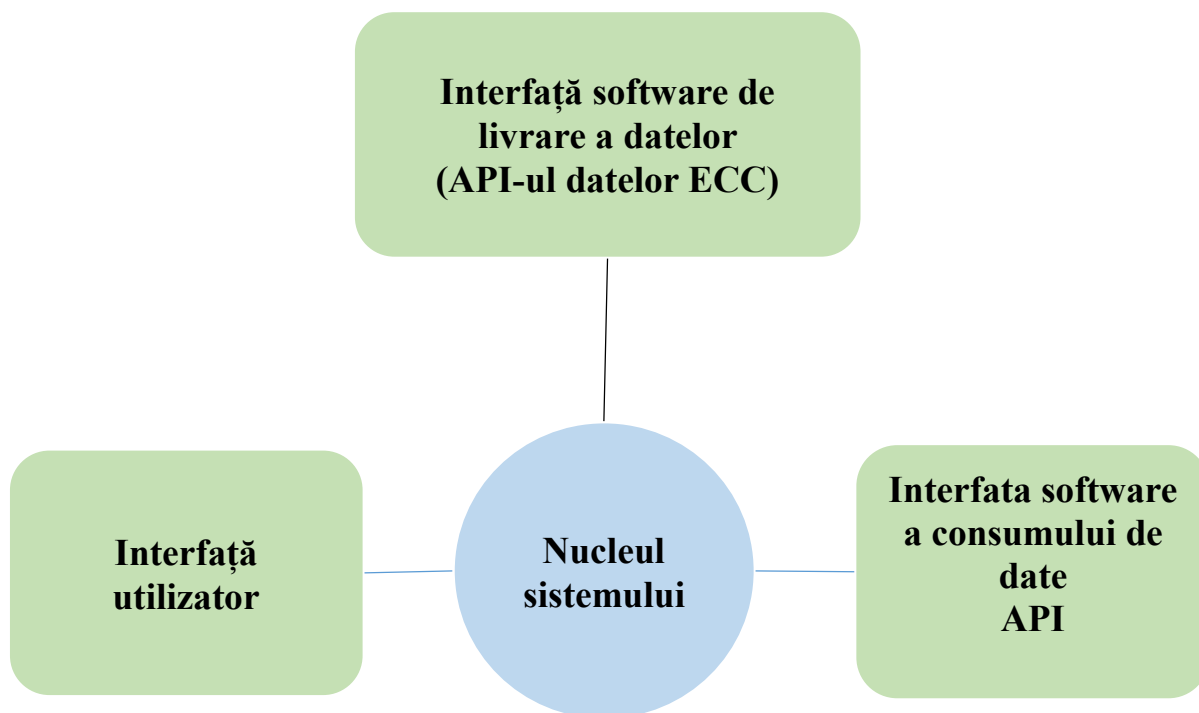 Interfață software de
livrare a datelor
(API-ul datelor ECC)
Interfață
utilizator
Nucleul
sistemului
Interfata software
a consumului de
date
API